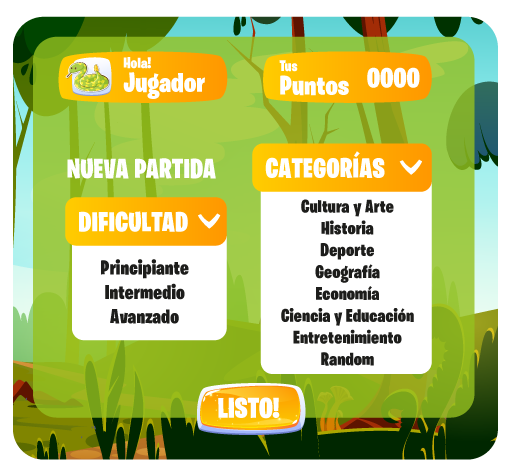 Hola!
Jugador
Tus
Puntos 0000
NUEVA PARTIDA
DIFICULTAD
Principiante
Intermedio
Avanzado
CATEGORÍAS
Cultura y Arte
Historia
Deporte
Geografía
Economía
Ciencia y Educación
Entretenimiento
Random
LISTO!